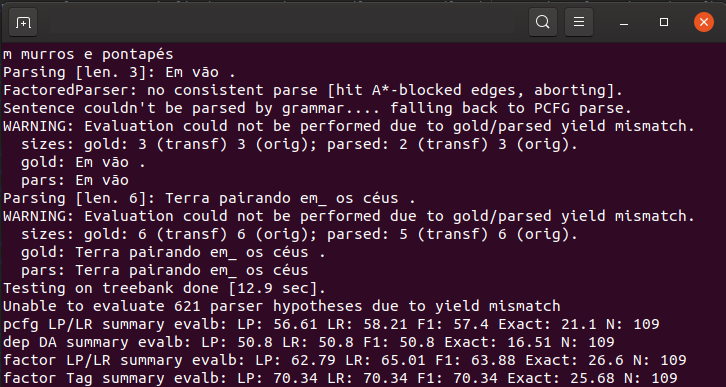 m murros e pontapés
Parsing [len. 3]: Em vão .
FactoredParser: no consistent parse [hit A*-blocked edges, aborting].
Sentence couldn't be parsed by grammar.... falling back to PCFG parse.
WARNING: Evaluation could not be performed due to gold/parsed yield mismatch.
  sizes: gold: 3 (transf) 3 (orig); parsed: 2 (transf) 3 (orig).
  gold: Em vão .
  pars: Em vão
Parsing [len. 6]: Terra pairando em_ os céus .
WARNING: Evaluation could not be performed due to gold/parsed yield mismatch.
  sizes: gold: 6 (transf) 6 (orig); parsed: 5 (transf) 6 (orig).
  gold: Terra pairando em_ os céus .
  pars: Terra pairando em_ os céus
Testing on treebank done [12.9 sec].
Unable to evaluate 621 parser hypotheses due to yield mismatch
pcfg LP/LR summary evalb: LP: 56.61 LR: 58.21 F1: 57.4 Exact: 21.1 N: 109
dep DA summary evalb: LP: 50.8 LR: 50.8 F1: 50.8 Exact: 16.51 N: 109
factor LP/LR summary evalb: LP: 62.79 LR: 65.01 F1: 63.88 Exact: 26.6 N: 109
factor Tag summary evalb: LP: 70.34 LR: 70.34 F1: 70.34 Exact: 25.68 N: 109